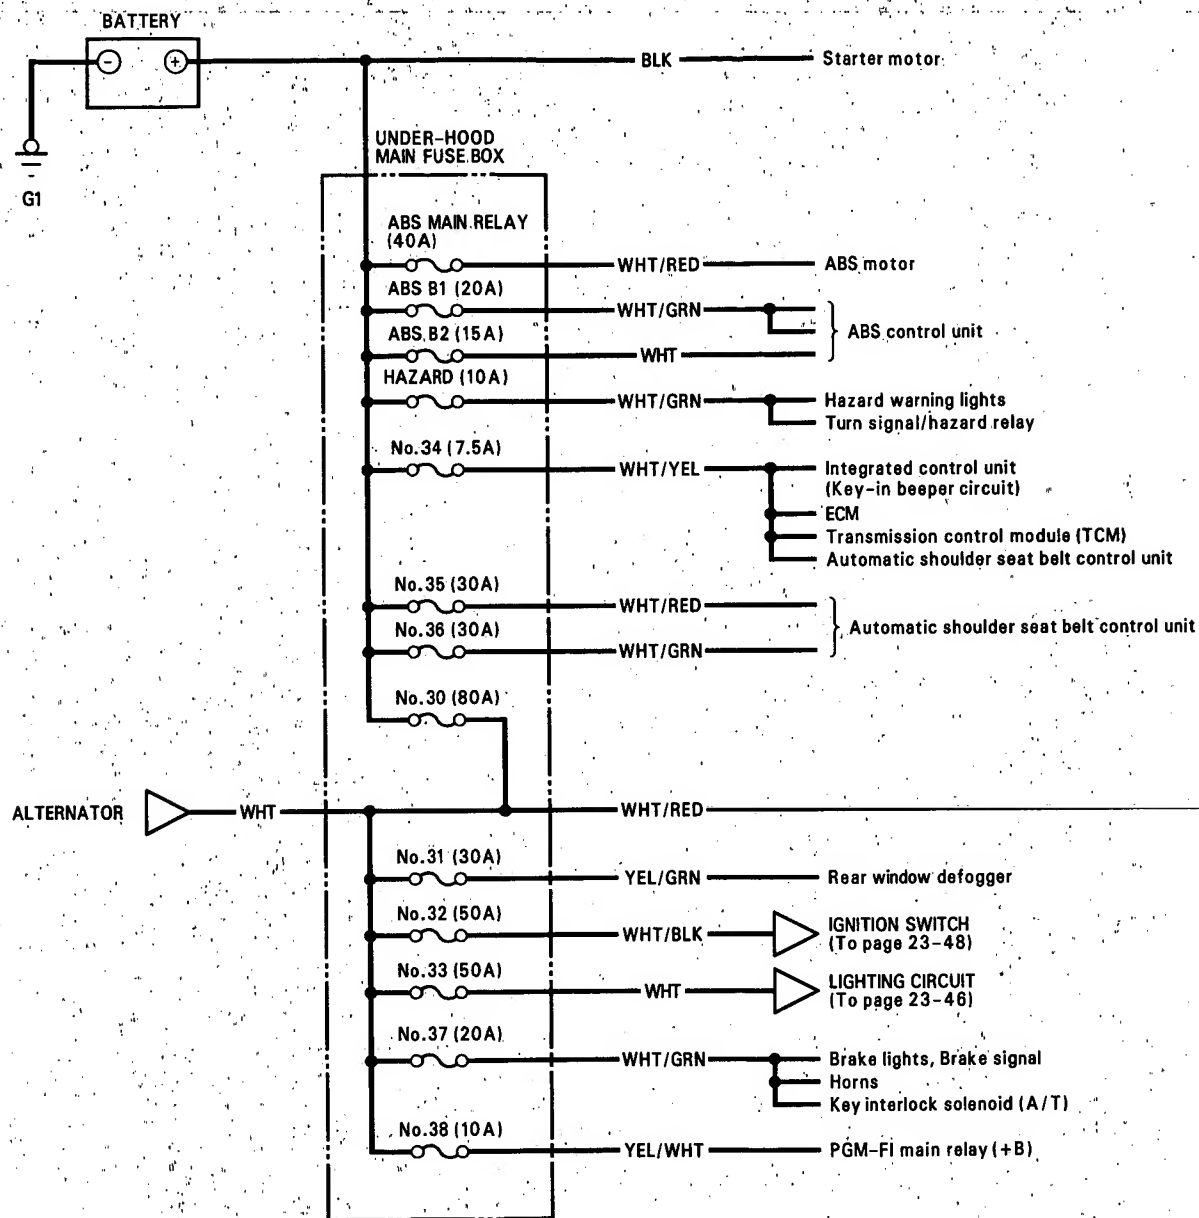 BATTERY
BLK
Starter motor
UNDER-HOOD
MAIN FUSE BOX
G1
ABS MAIN RELAY
(40A)
WHT/RED
ABS motor
ABS B1 (20A)
WHT/GRN
ABS control unit
ABS B2 (15A)
WHT
HAZARD (10A)
WHT/GRN
Hazard warning lights
Turn signal/hazard relay
No.34 (7.5A)
WHT/YEL
Integrated control unit
(Key-in beeper circuit)
ECM
Transmission control module (TCM)
Automatic shoulder seat belt control unit
No.35 (30A)
WHT/RED
No.36 (30A)
WHT/GRN
Automatic shoulder seat belt control unit
No.30 (80A)
ALTERNATOR
WHT
WHT/RED
No.31 (30A)
YEL/GRN
Rear window defogger
No.32 (50A)
WHT/BLK
IGNITION SWITCH
(To page 23-48)
No.33 (50A)
WHT
LIGHTING CIRCUIT
(To page 23-46)
No.37 (20A)
WHT/GRN
Brake lights, Brake signal
Horns
Key interlock solenoid (A/T)
No.38 (10A)
YEL/WHT
PGM-FI main relay (+B)